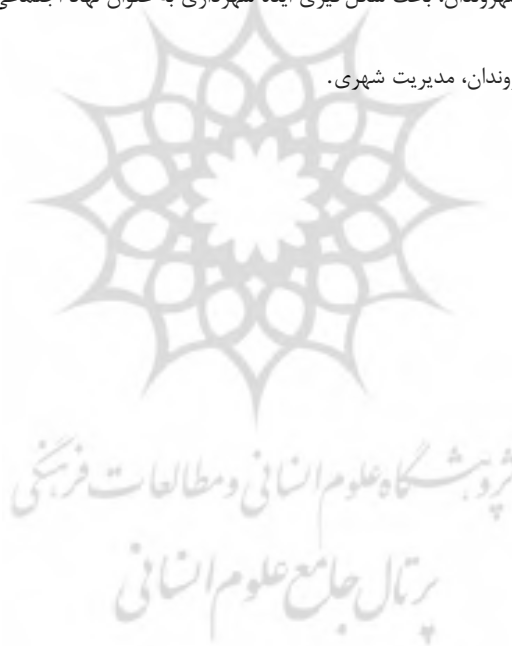 شهروندان، بحث شکل‌گیری ایده شهرداری به عنوان نهاد اجتماعی
وندان، مدیریت شهری.
پژوهشگاه علوم انسانی و مطالعات فرهنگی
پرتال جامع علوم انسانی